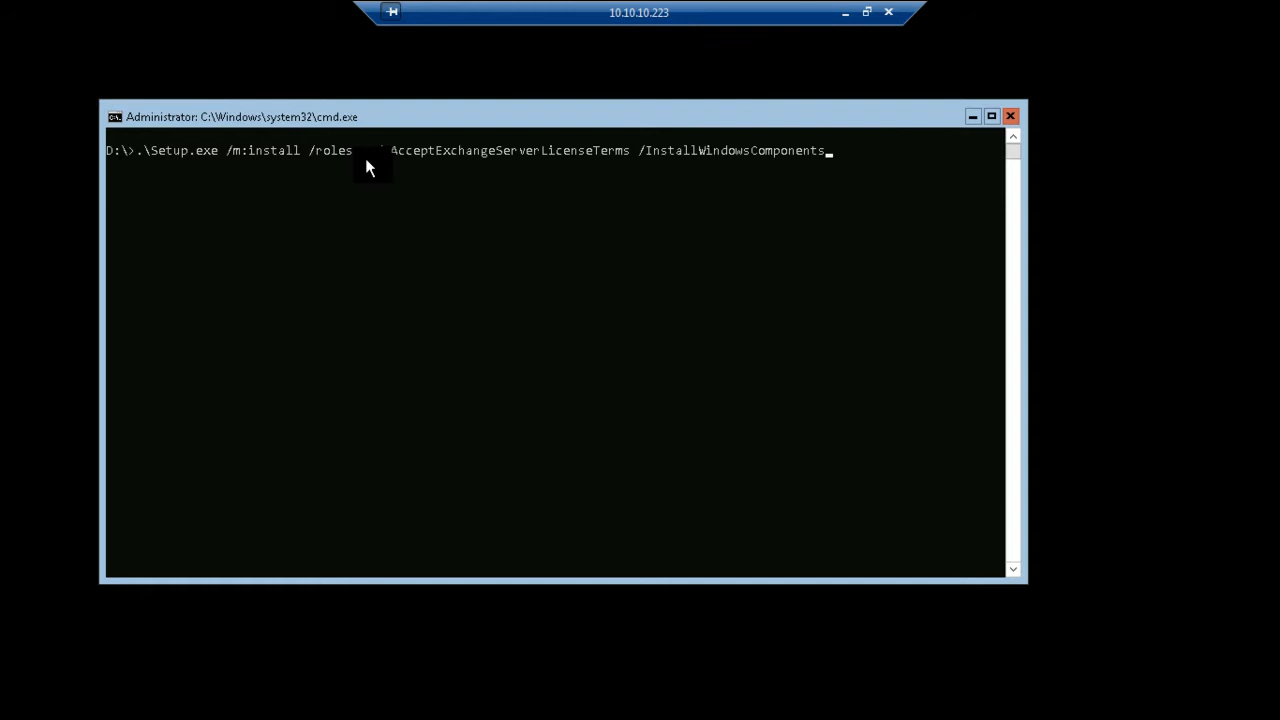 10.10.10.223
Administrator: C:\Windows\system32\cmd.exe
D:\>.\Setup.exe /m:install /roles AcceptExchangeServerLicenseTerms /InstallWindowsComponents